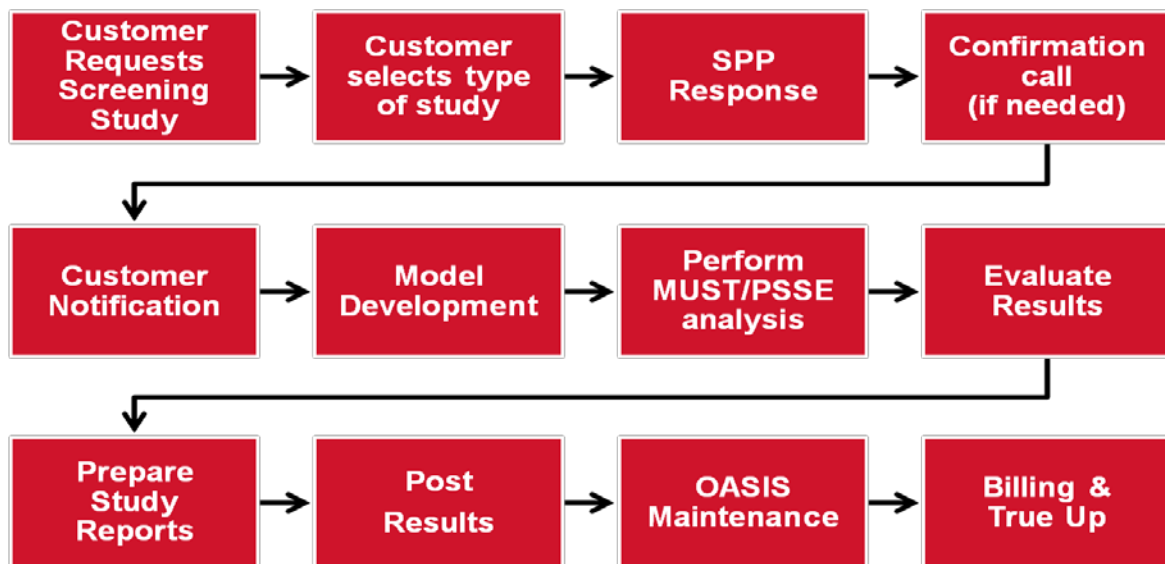 Customer
Requests
Screening
Study
Customer
selects type
of study
SPP
Response
Confirmation
call
(if needed)
Customer
Notification
Model
Development
Perform
MUST/PSSE
analysis
Evaluate
Results
Prepare
Study
Reports
Post
Results
OASIS
Maintenance
Billing &
True Up